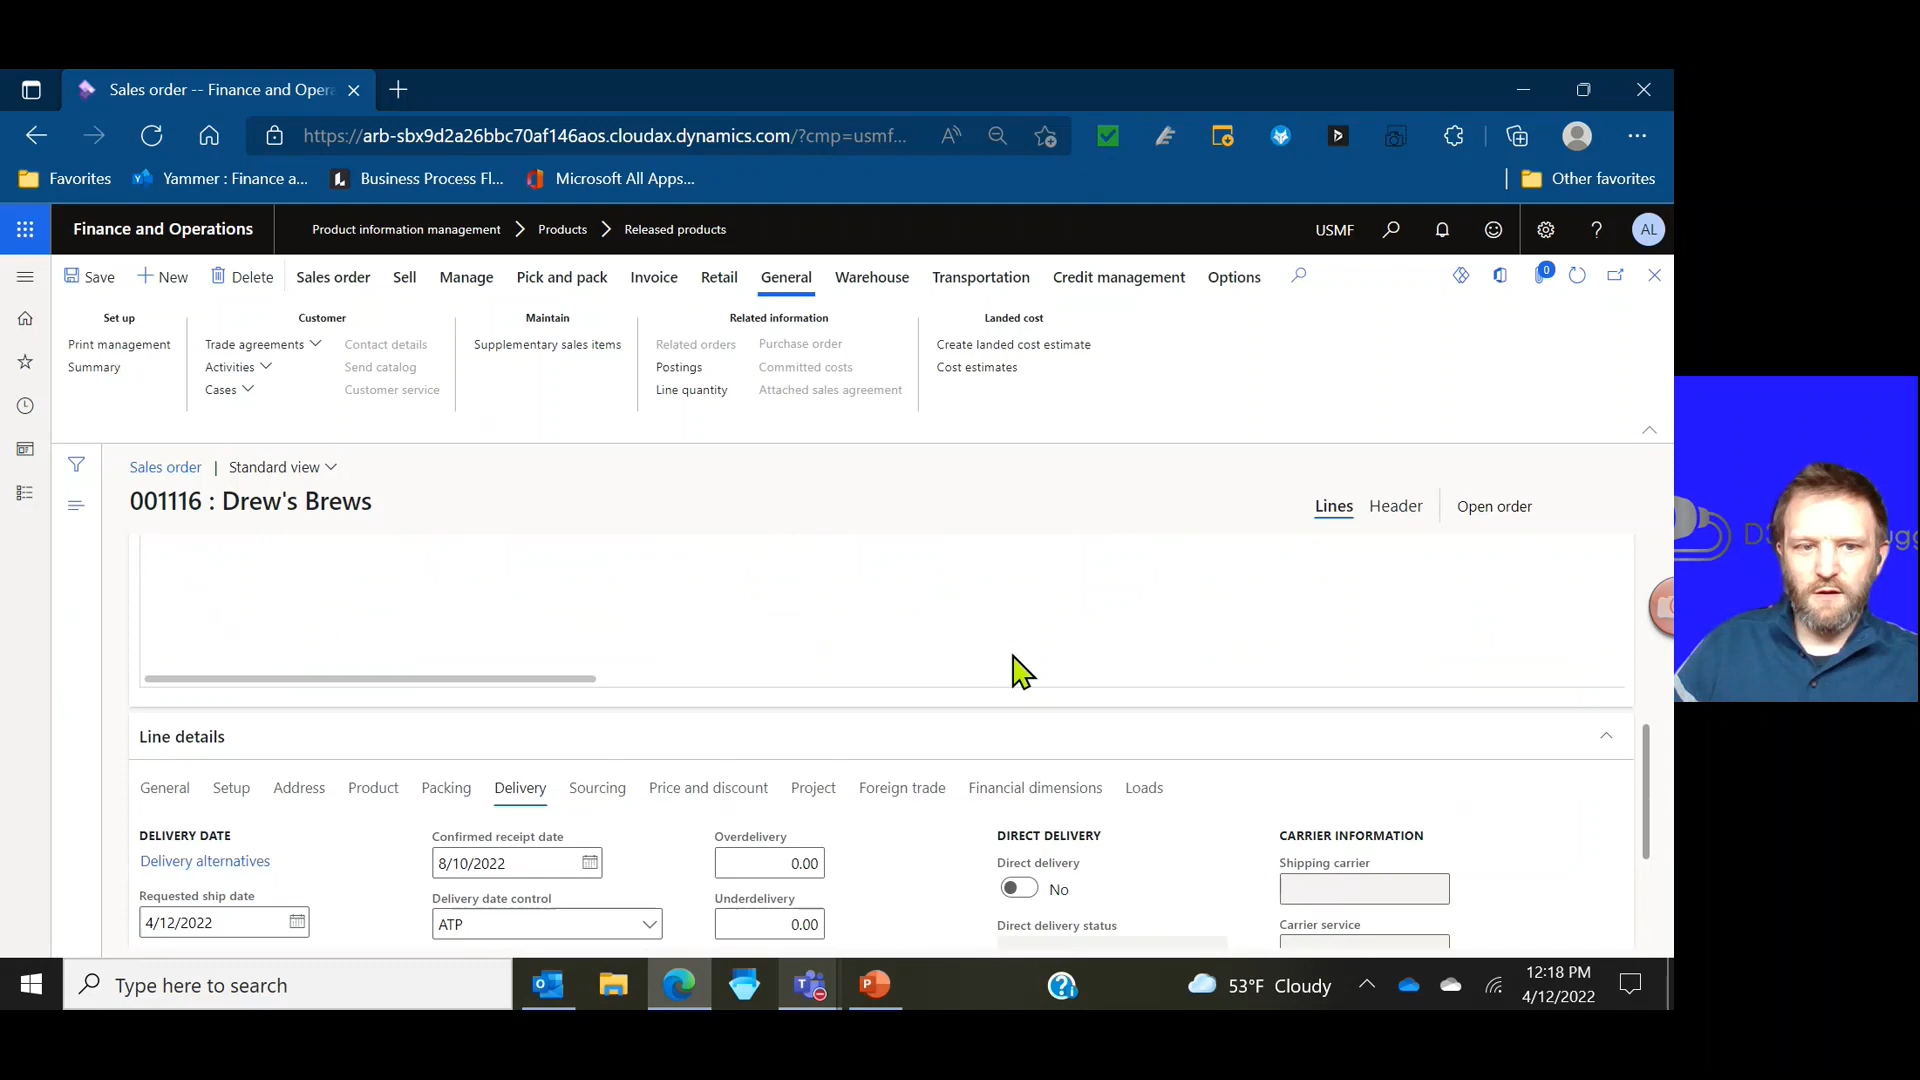 Sales order -- Finance and Opera
https://arb-sbx9d2a26bbc70af146aos.cloudax.dynamics.com/?cmp=usmf...
Favorites
Yammer : Finance a...
Business Process Fl...
Microsoft All Apps...
Other favorites
Finance and Operations
Product information management
Products
Released products
USMF
AL
Save
New
Delete
Sales order
Sell
Manage
Pick and pack
Invoice
Retail
General
Warehouse
Transportation
Credit management
Options
0
Set up
Print management
Summary
Customer
Trade agreements
Activities
Cases
Contact details
Send catalog
Customer service
Maintain
Supplementary sales items
Related information
Related orders
Postings
Line quantity
Purchase order
Committed costs
Attached sales agreement
Landed cost
Create landed cost estimate
Cost estimates
Sales order | Standard view
001116 : Drew's Brews
Lines
Header
Open order
Line details
General
Setup
Address
Product
Packing
Delivery
Sourcing
Price and discount
Project
Foreign trade
Financial dimensions
Loads
DELIVERY DATE
Delivery alternatives
Requested ship date
4/12/2022
Confirmed receipt date
8/10/2022
Delivery date control
ATP
Overdelivery
0.00
Underdelivery
0.00
DIRECT DELIVERY
Direct delivery
No
Direct delivery status
CARRIER INFORMATION
Shipping carrier
Carrier service
Type here to search
53°F Cloudy
12:18 PM
4/12/2022